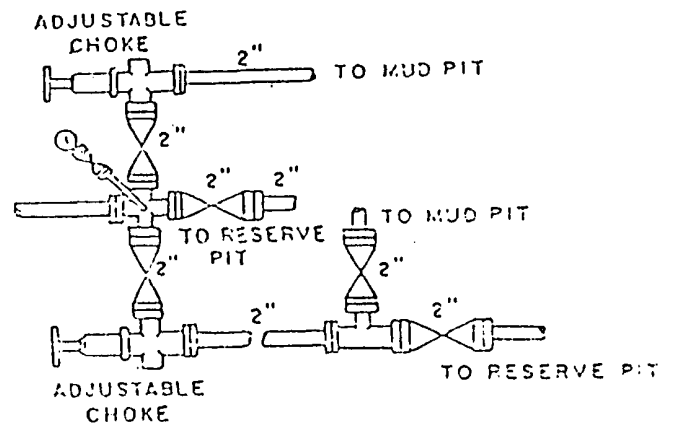 ADJUSTABLE
CHOKE
2"
TO MUD PIT
2"
2"
2"
TO MUD PIT
TO RESERVE
PIT
2"
2"
2"
2"
TO RESERVE PIT
ADJUSTABLE
CHOKE